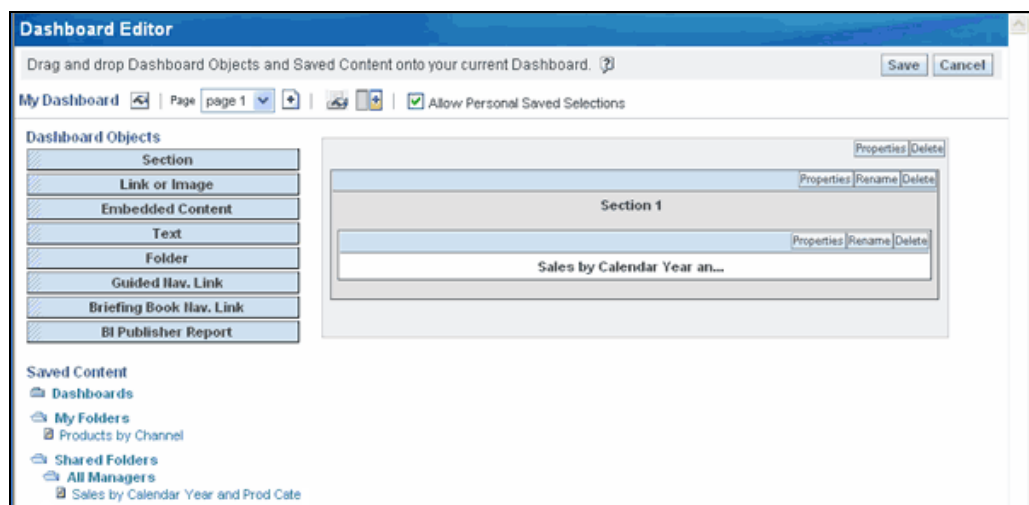 Dashboard Editor
Drag and drop Dashboard Objects and Saved Content onto your current Dashboard.
Save Cancel
My Dashboard | Page page 1 | | Allow Personal Saved Selections
Dashboard Objects
Section
Link or Image
Embedded Content
Text
Folder
Guided Nav. Link
Briefing Book Nav. Link
BI Publisher Report
Properties Delete
Properties Rename Delete
Section 1
Properties Rename Delete
Sales by Calendar Year an...
Saved Content
Dashboards
My Folders
Products by Channel
Shared Folders
All Managers
Sales by Calendar Year and Prod Cate